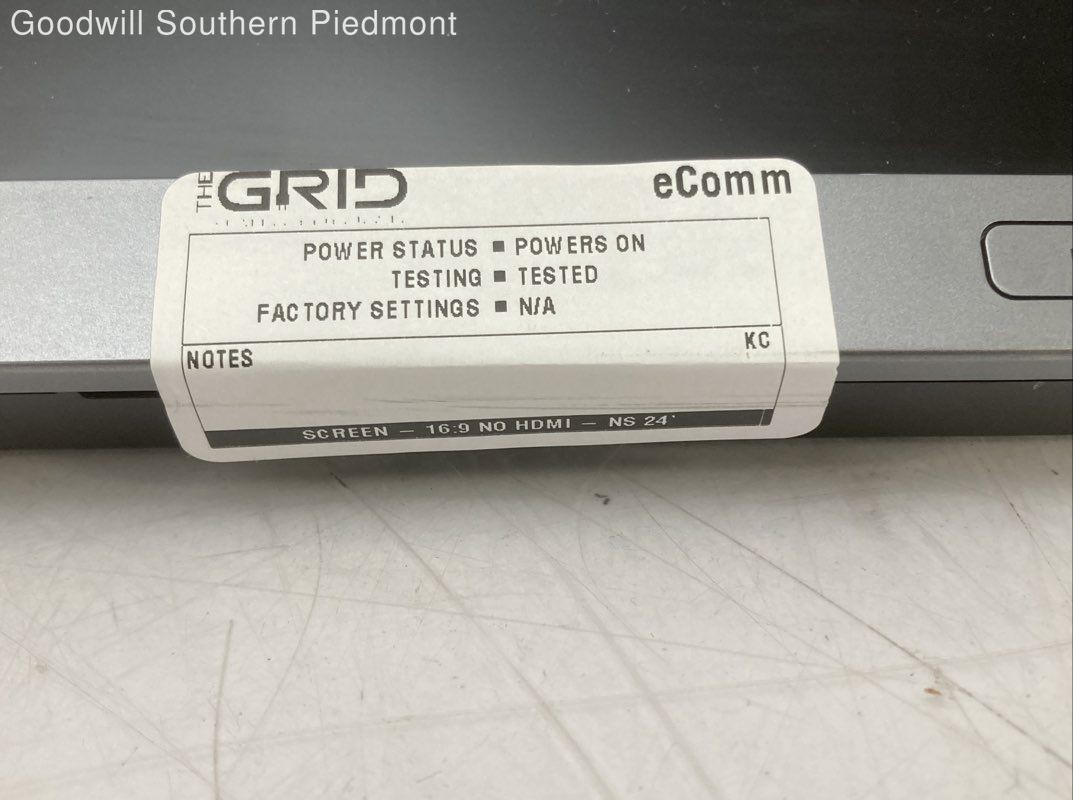 Goodwill Southern Piedmont
THE GRID
eComm
POWER STATUS ■ POWERS ON
TESTING ■ TESTED
FACTORY SETTINGS ■ N/A
NOTES
KC
SCREEN – 16:9 NO HDMI – NS 24'